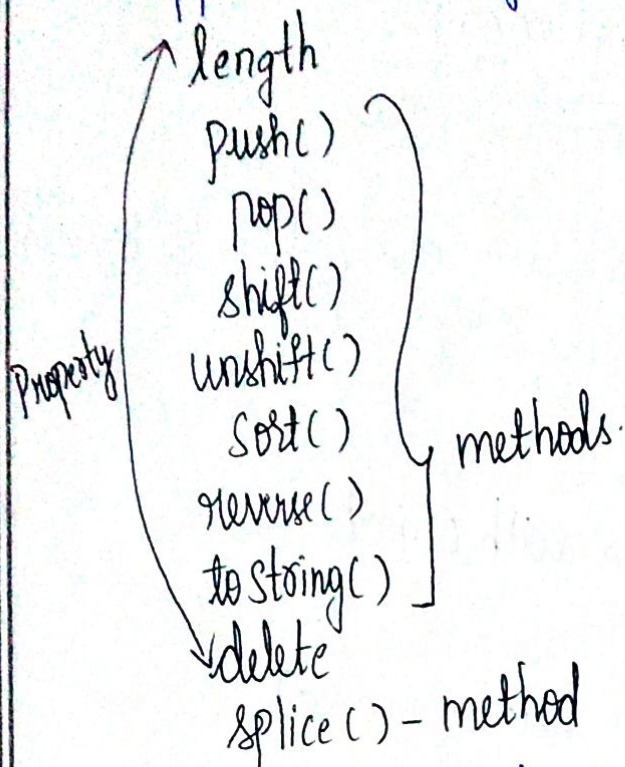 length
push()
pop()
shift()
unshift()
Property
sort()
methods.
reverse()
toString()
delete
splice() - method